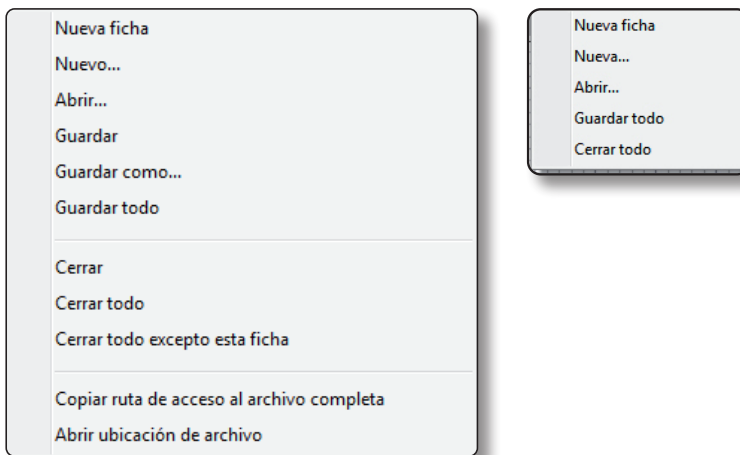 Nueva ficha
Nuevo...
Abrir...
Guardar
Guardar como...
Guardar todo
Cerrar
Cerrar todo
Cerrar todo excepto esta ficha
Copiar ruta de acceso al archivo completa
Abrir ubicación de archivo
Nueva ficha
Nueva...
Abrir...
Guardar todo
Cerrar todo